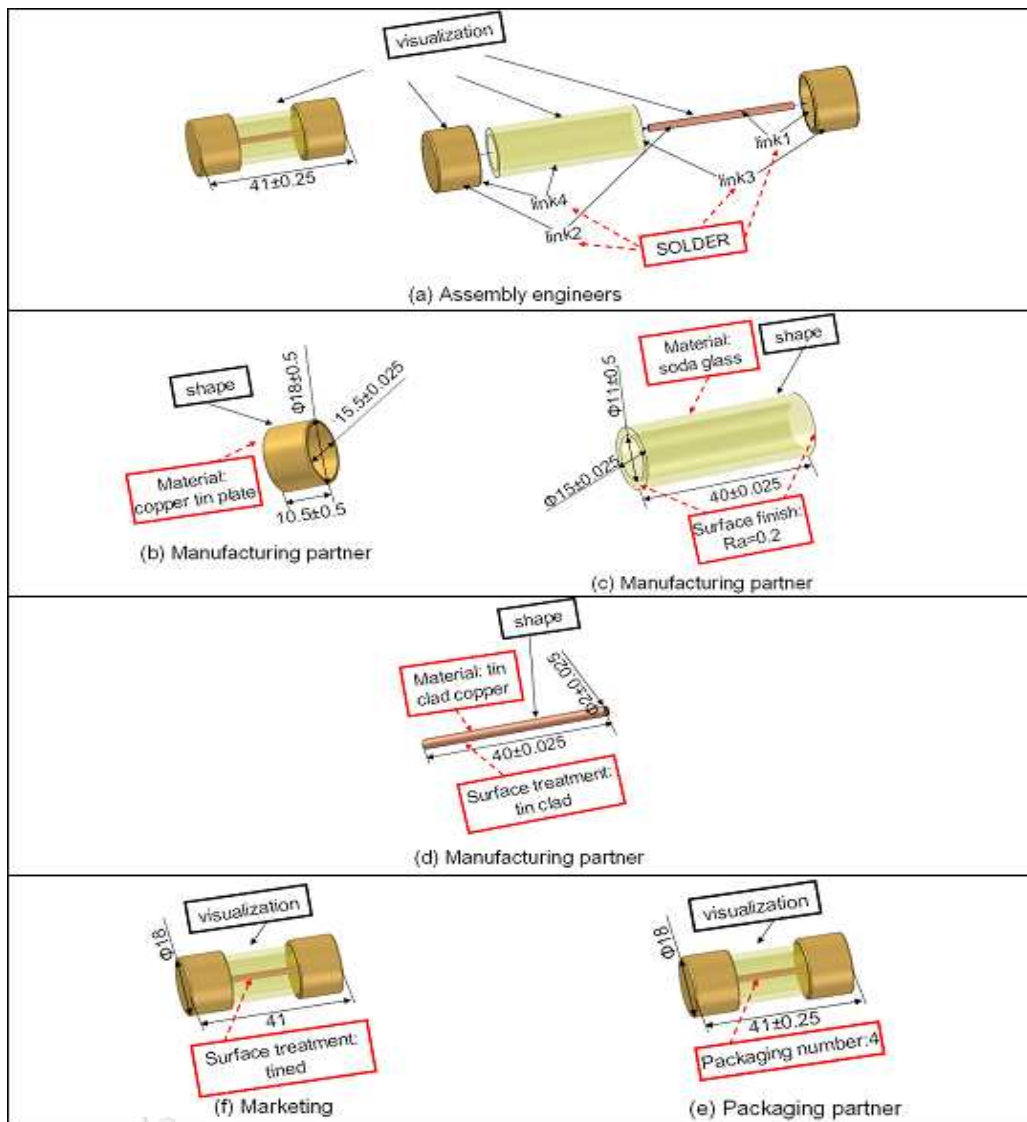 visualization
41±0.25
link1
link3
link4
link2
SOLDER
(a) Assembly engineers
shape
Φ18±0.5
15.5±0.025
Material:
copper tin plate
10.5±0.5
(b) Manufacturing partner
Material:
soda glass
shape
Φ11±0.5
Φ15±0.025
40±0.025
Surface finish:
Ra=0.2
(c) Manufacturing partner
shape
Material: tin
clad copper
Φ2±0.025
40±0.025
Surface treatment:
tin clad
(d) Manufacturing partner
visualization
Φ18
41
Surface treatment:
tined
(f) Marketing
visualization
Φ18
41±0.25
Packaging number:4
(e) Packaging partner